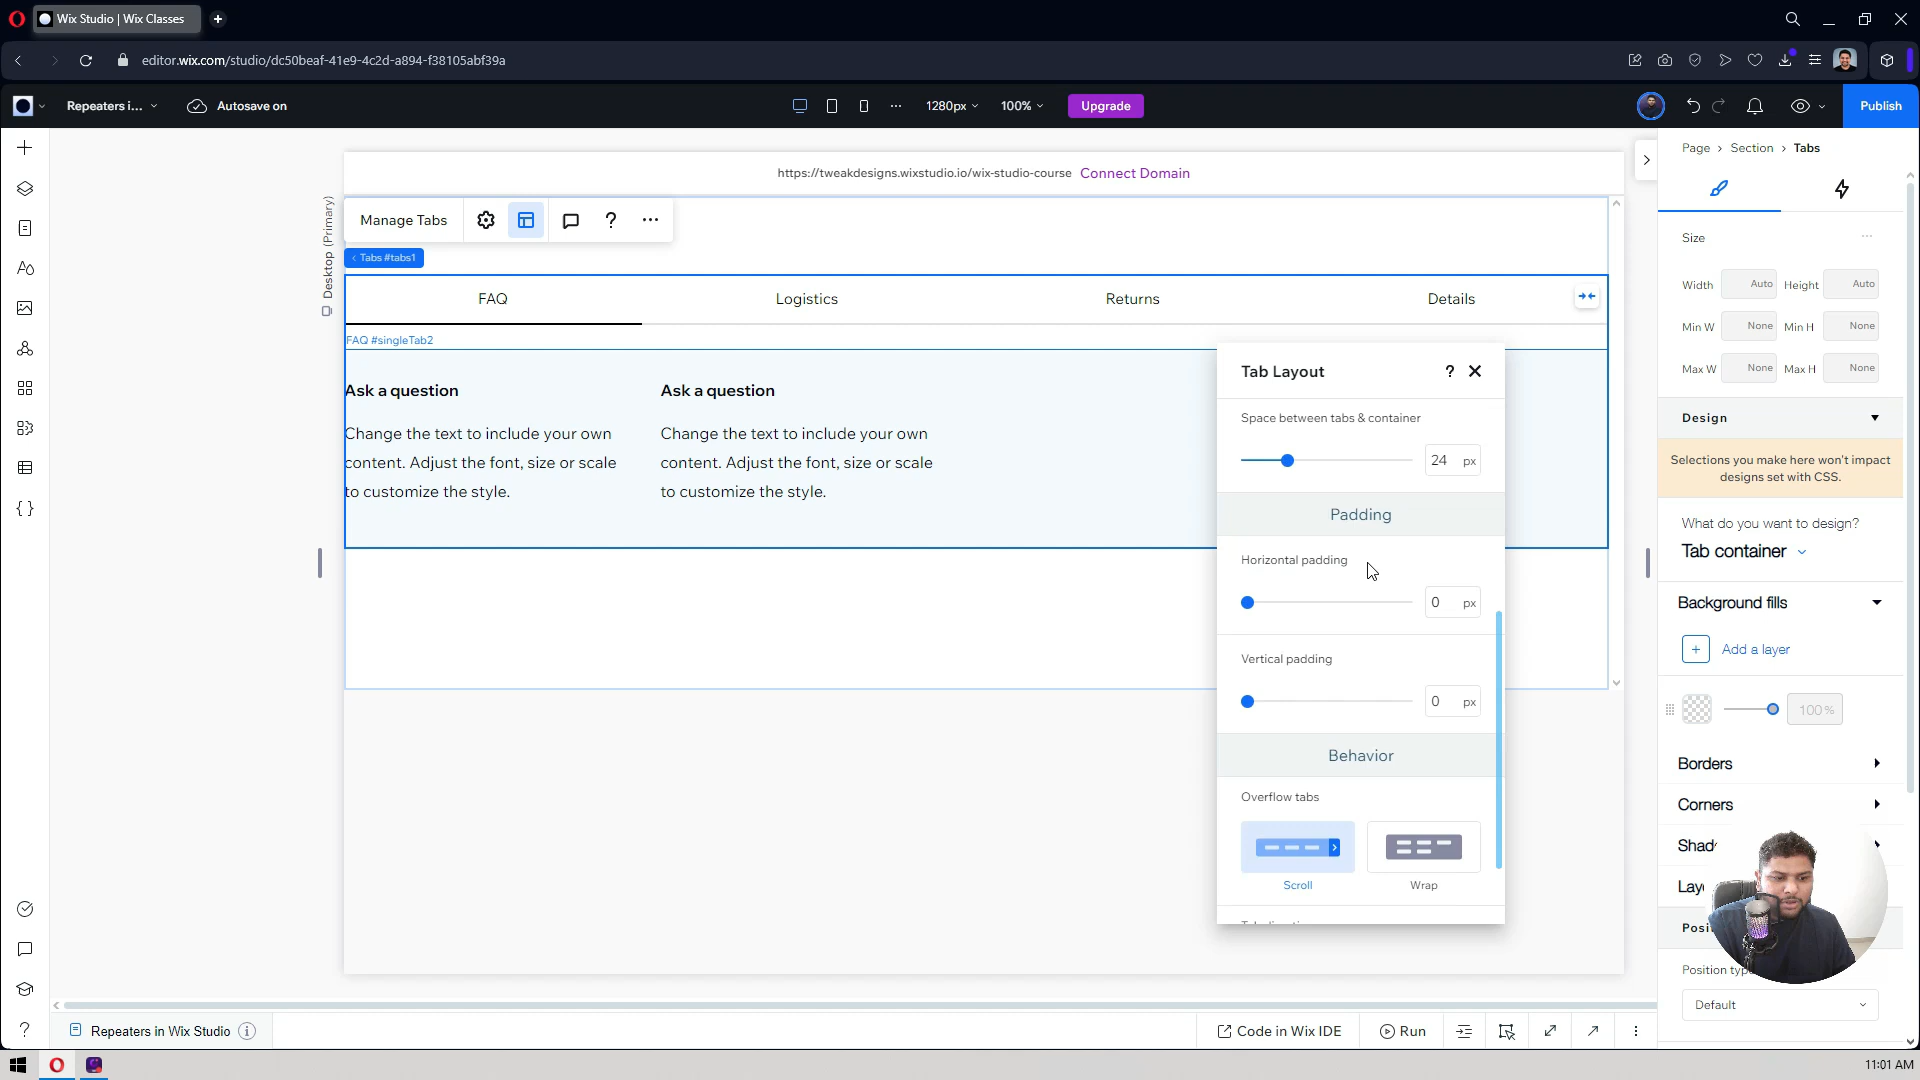 Wix Studio | Wix Classes
editor.wix.com/studio/dc50beaf-41e9-4c2d-a894-f38105abf39a
Repeaters i...
Autosave on
1280px
100%
Upgrade
Publish
https://tweakdesigns.wixstudio.io/wix-studio-course Connect Domain
Desktop (Primary)
Manage Tabs
Tabs #tabs1
FAQ
Logistics
Returns
Details
FAQ #singleTab2
Ask a question
Change the text to include your own
content. Adjust the font, size or scale
to customize the style.
Ask a question
Change the text to include your own
content. Adjust the font, size or scale
to customize the style.
Tab Layout
Space between tabs & container
24 px
Padding
Horizontal padding
0 px
Vertical padding
0 px
Behavior
Overflow tabs
Scroll
Wrap
Page > Section > Tabs
Size
Width Auto Height Auto
Min W None Min H None
Max W None Max H None
Design
Selections you make here won't impact
designs set with CSS.
What do you want to design?
Tab container
Background fills
Add a layer
100%
Borders
Corners
Position
Default
Repeaters in Wix Studio
Code in Wix IDE
Run
11:01 AM